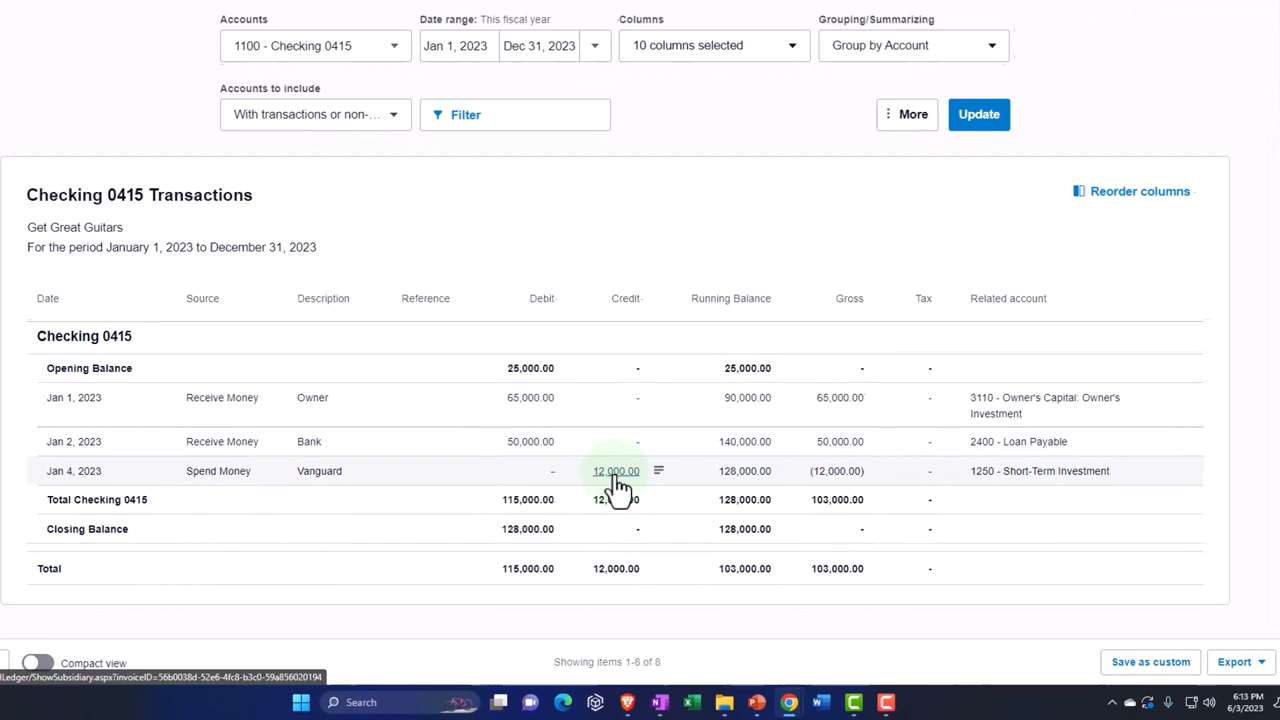 Accounts Date range: This fiscal year Columns Grouping/Summarizing
1100 - Checking 0415 Jan 1, 2023 Dec 31, 2023 10 columns selected Group by Account
Accounts to include
With transactions or non-... Filter More Update
Checking 0415 Transactions Reorder columns
Get Great Guitars
For the period January 1, 2023 to December 31, 2023
Date Source Description Reference Debit Credit Running Balance Gross Tax Related account
Checking 0415
Opening Balance 25,000.00 - 25,000.00 - -
Jan 1, 2023 Receive Money Owner 65,000.00 - 90,000.00 65,000.00 - 3110 - Owner's Capital: Owner's
Investment
Jan 2, 2023 Receive Money Bank 50,000.00 - 140,000.00 50,000.00 - 2400 - Loan Payable
Jan 4, 2023 Spend Money Vanguard - 12,000.00 128,000.00 (12,000.00) - 1250 - Short-Term Investment
Total Checking 0415 115,000.00 128,000.00 103,000.00 -
Closing Balance 128,000.00 - 128,000.00 - -
Total 115,000.00 12,000.00 103,000.00 103,000.00 -
Compact view Showing items 1-8 of 8 Save as custom Export
lLedger/ShowSubsidiary.aspx?invoiceID=56b0038d-52e6-4fc8-b3c0-59a856020194
Search 6:13 PM
6/3/2023